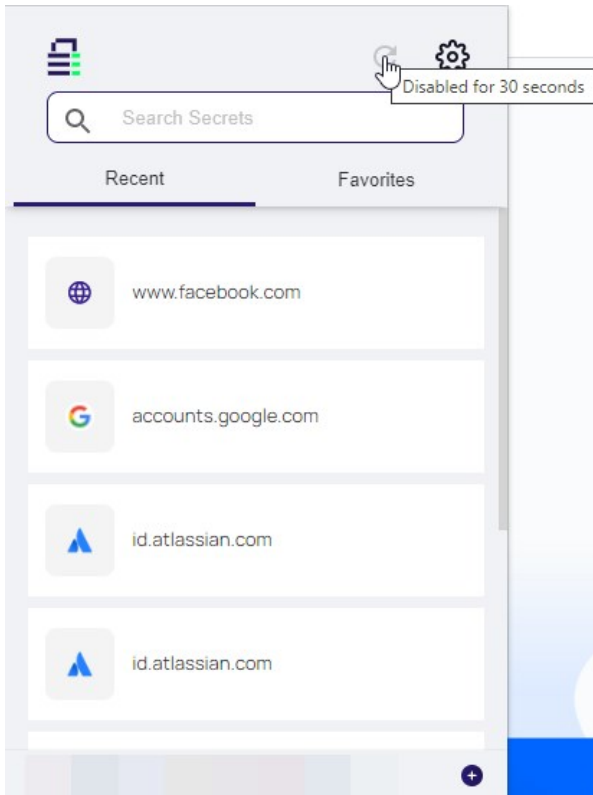 Disabled for 30 seconds
Search Secrets
Recent Favorites
www.facebook.com
accounts.google.com
id.atlassian.com
id.atlassian.com